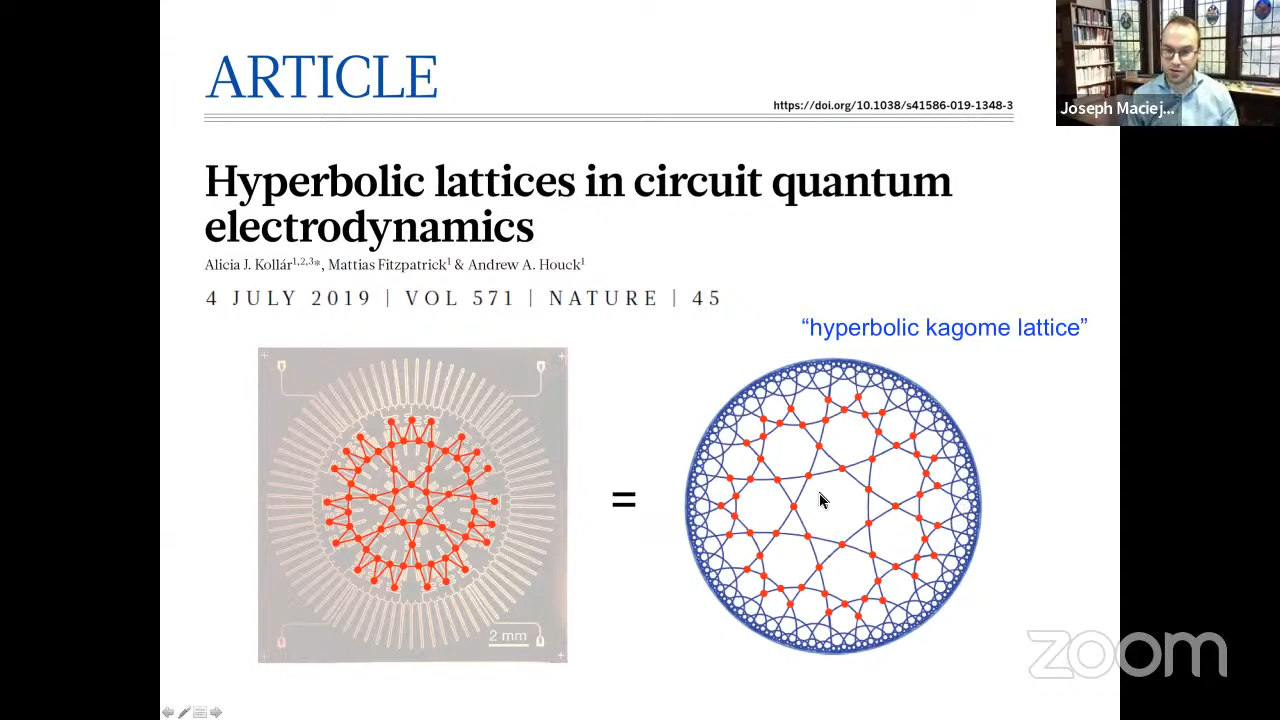 ARTICLE
https://doi.org/10.1038/s41586-019-1348-3
Joseph Maciej...
Hyperbolic lattices in circuit quantum
electrodynamics
Alicia J. Kollár1,2,3*, Mattias Fitzpatrick1 & Andrew A. Houck1
4 JULY 2019 | VOL 571 | NATURE | 45
“hyperbolic kagome lattice”
=
2 mm
zoom